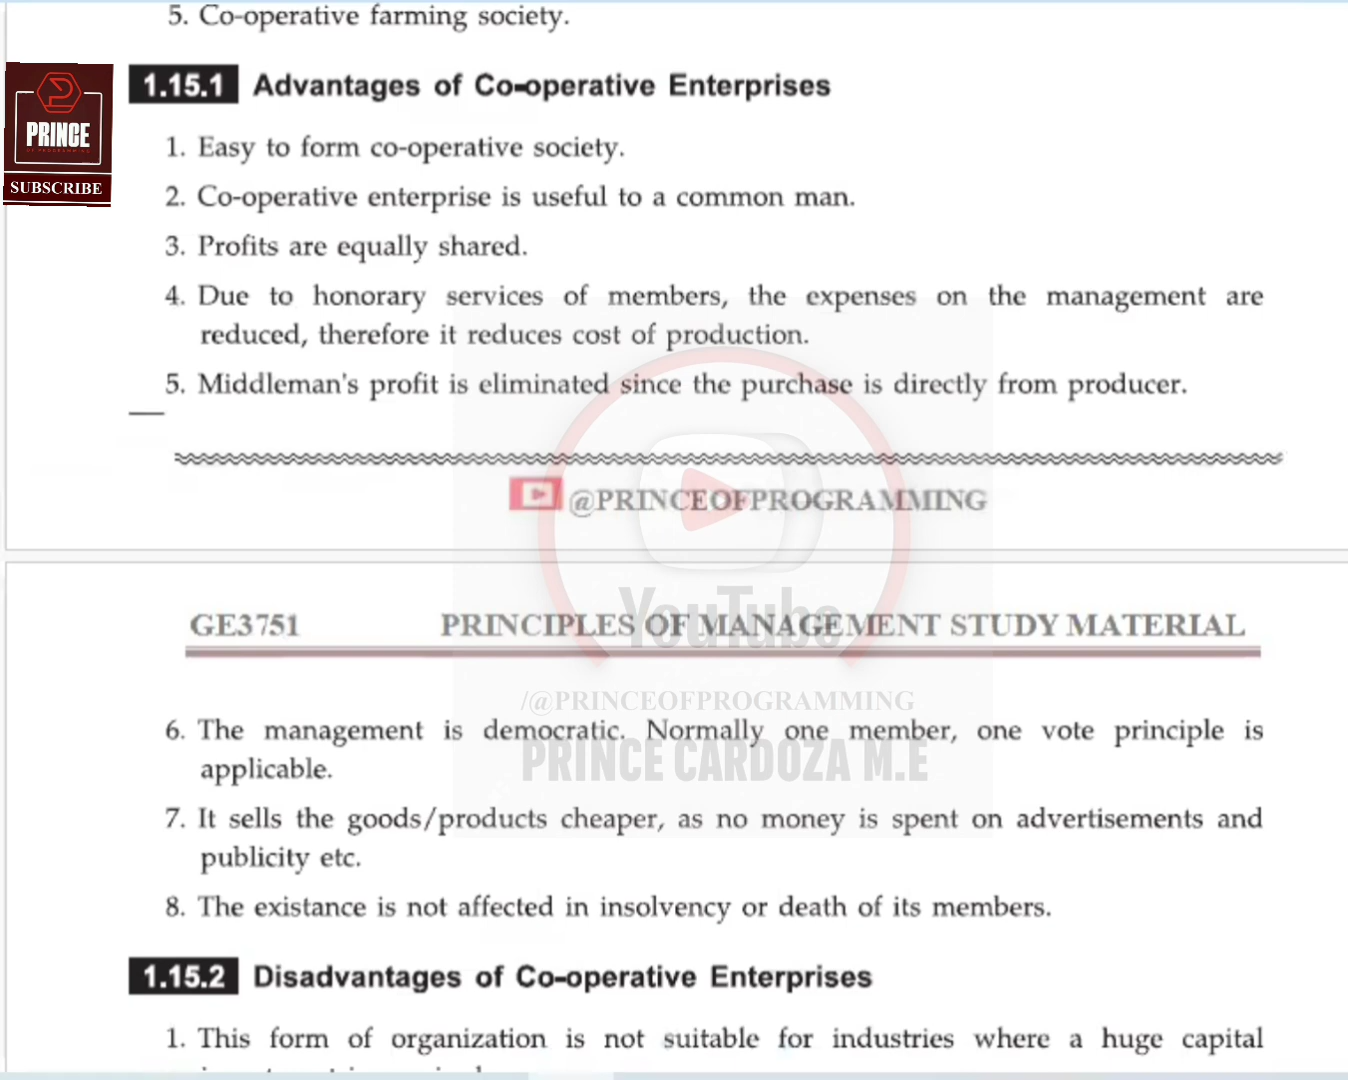 5. Co-operative farming society.
1.15.1 Advantages of Co-operative Enterprises
PRINCE
SUBSCRIBE
1. Easy to form co-operative society.
2. Co-operative enterprise is useful to a common man.
3. Profits are equally shared.
4. Due to honorary services of members, the expenses on the management are
reduced, therefore it reduces cost of production.
5. Middleman's profit is eliminated since the purchase is directly from producer.
@PRINCEOFPROGRAMMING
YouTube
GE3751 PRINCIPLES OF MANAGEMENT STUDY MATERIAL
/@PRINCEOFPROGRAMMING
6. The management is democratic. Normally one member, one vote principle is
PRINCE CARDOZA M.E
applicable.
7. It sells the goods/products cheaper, as no money is spent on advertisements and
publicity etc.
8. The existance is not affected in insolvency or death of its members.
1.15.2 Disadvantages of Co-operative Enterprises
1. This form of organization is not suitable for industries where a huge capital